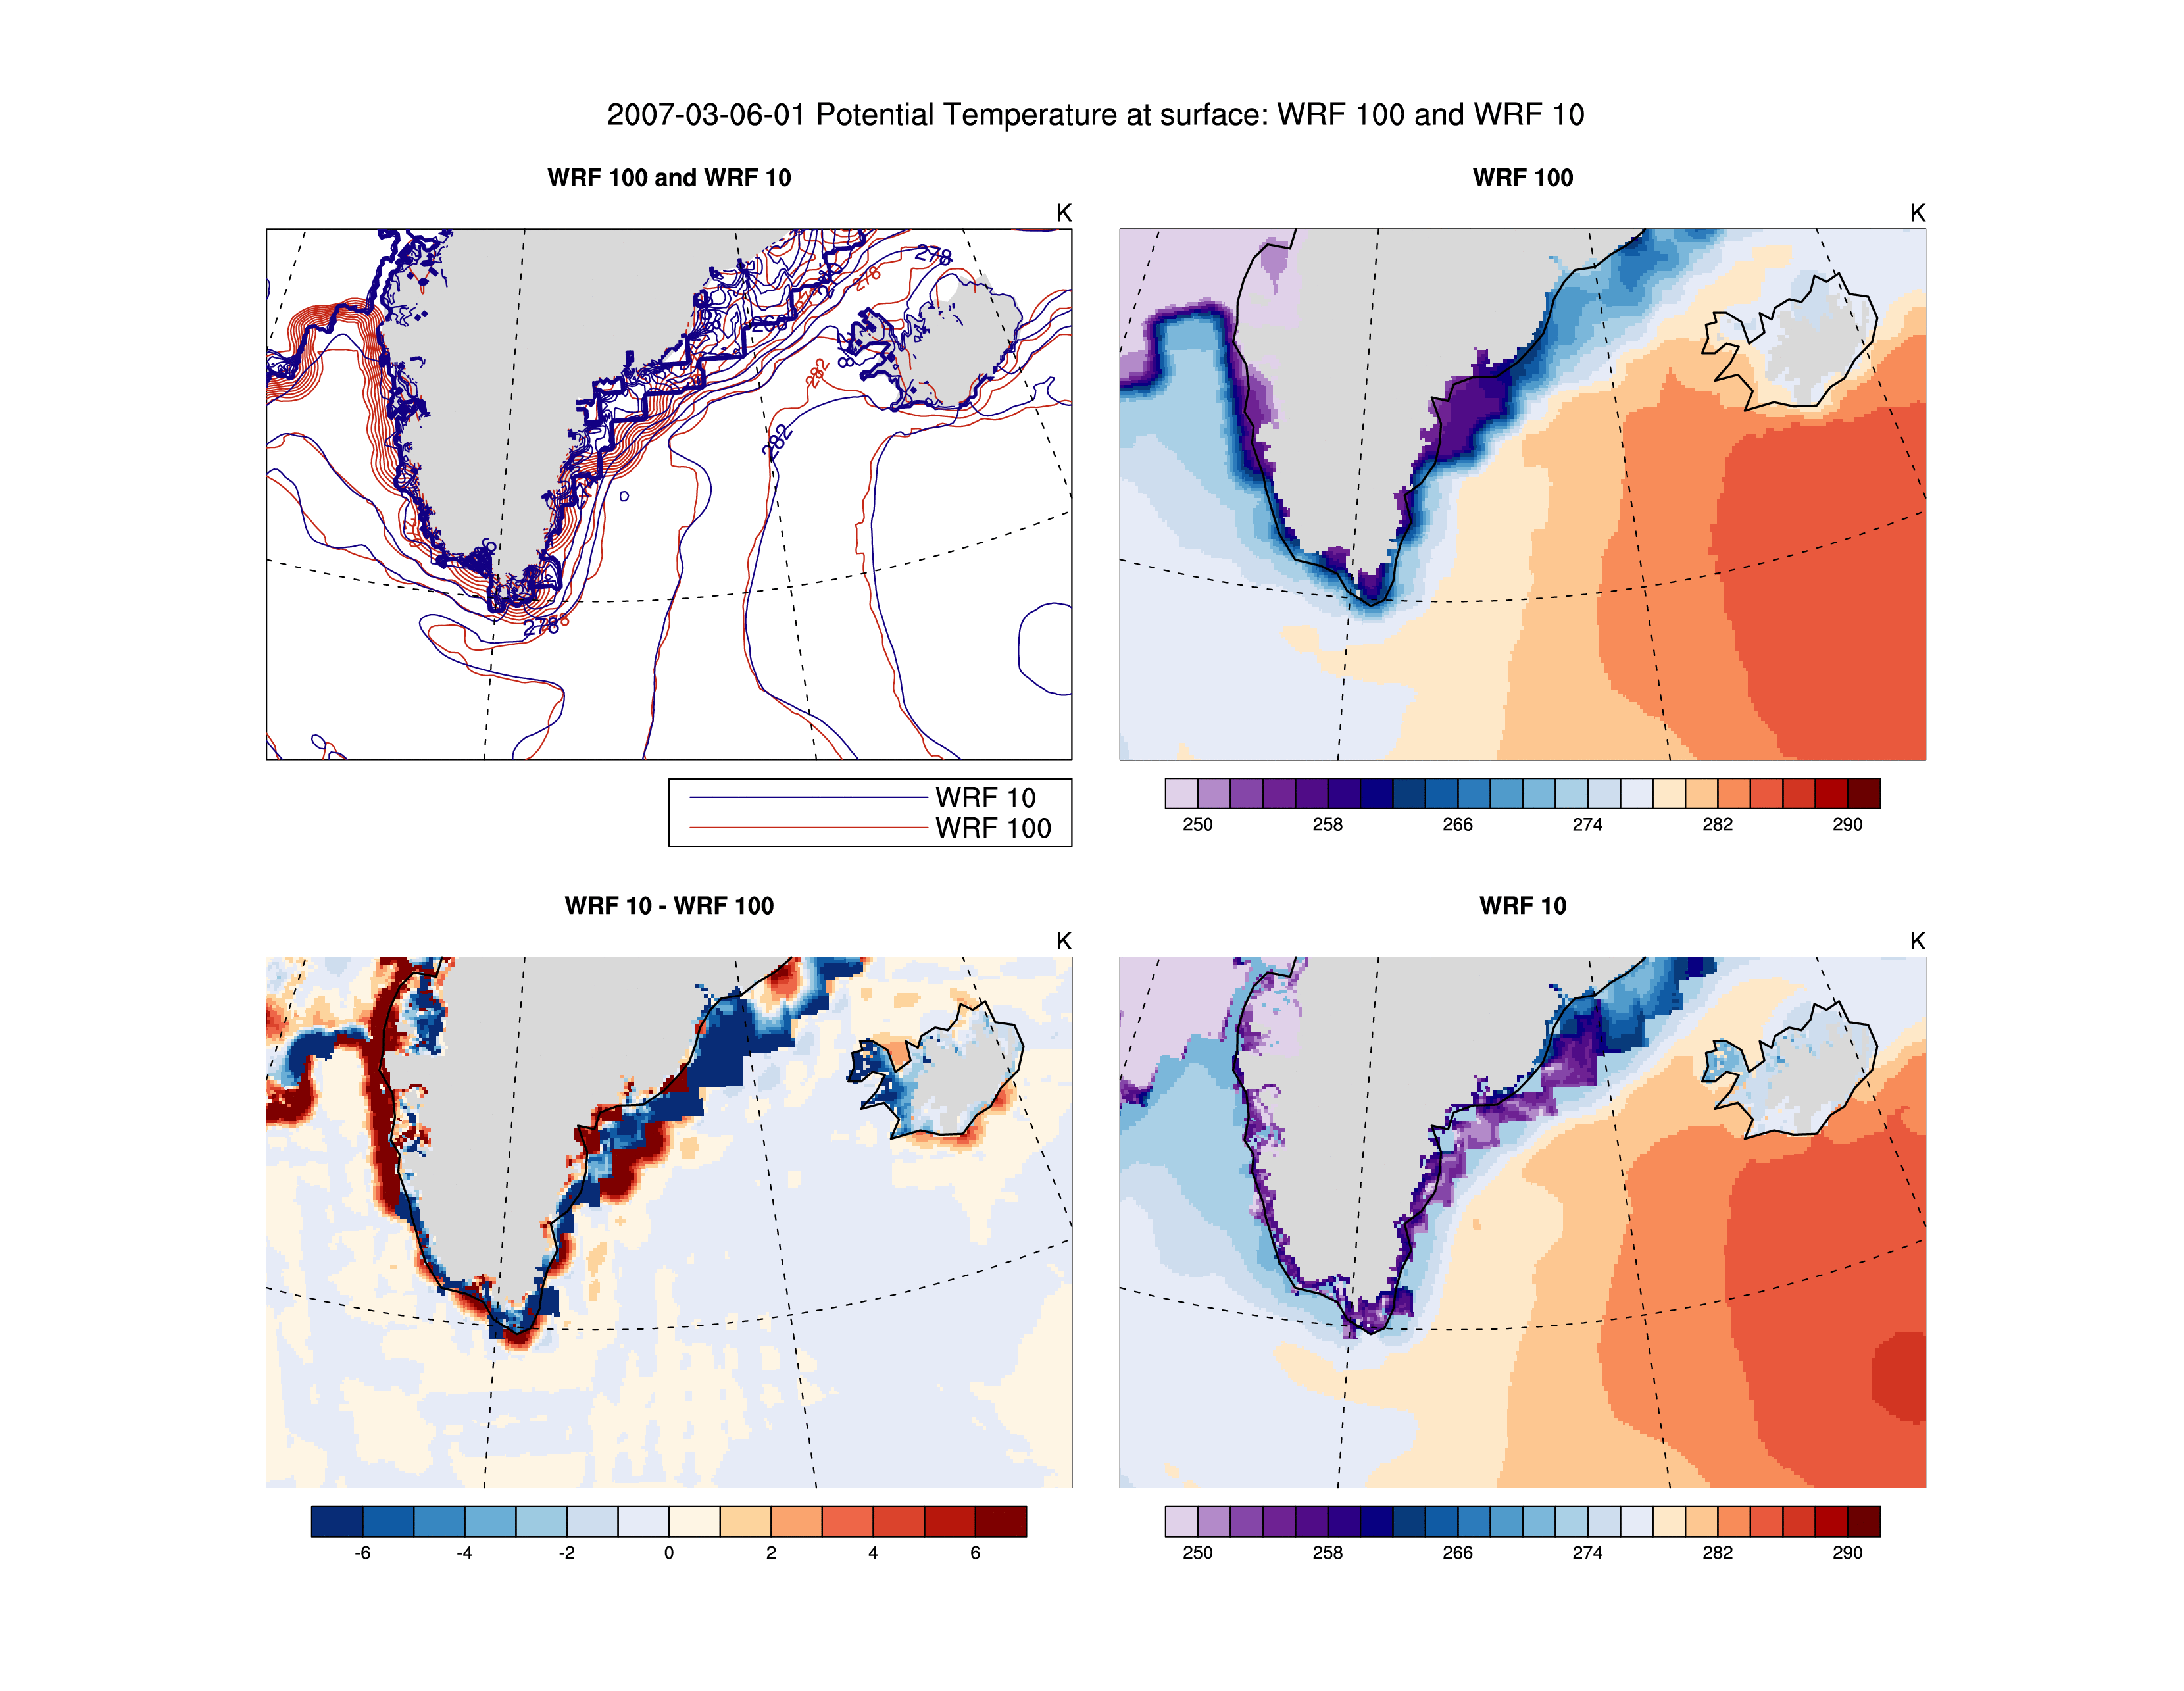 2007-03-06-01 Potential Temperature at surface: WRF 100 and WRF 10
WRF 100 and WRF 10
WRF 100
K
K
278
278
282
282
278
WRF 10
WRF 100
250 258 266 274 282 290
WRF 10 - WRF 100
WRF 10
K
K
-6 -4 -2 0 2 4 6
250 258 266 274 282 290